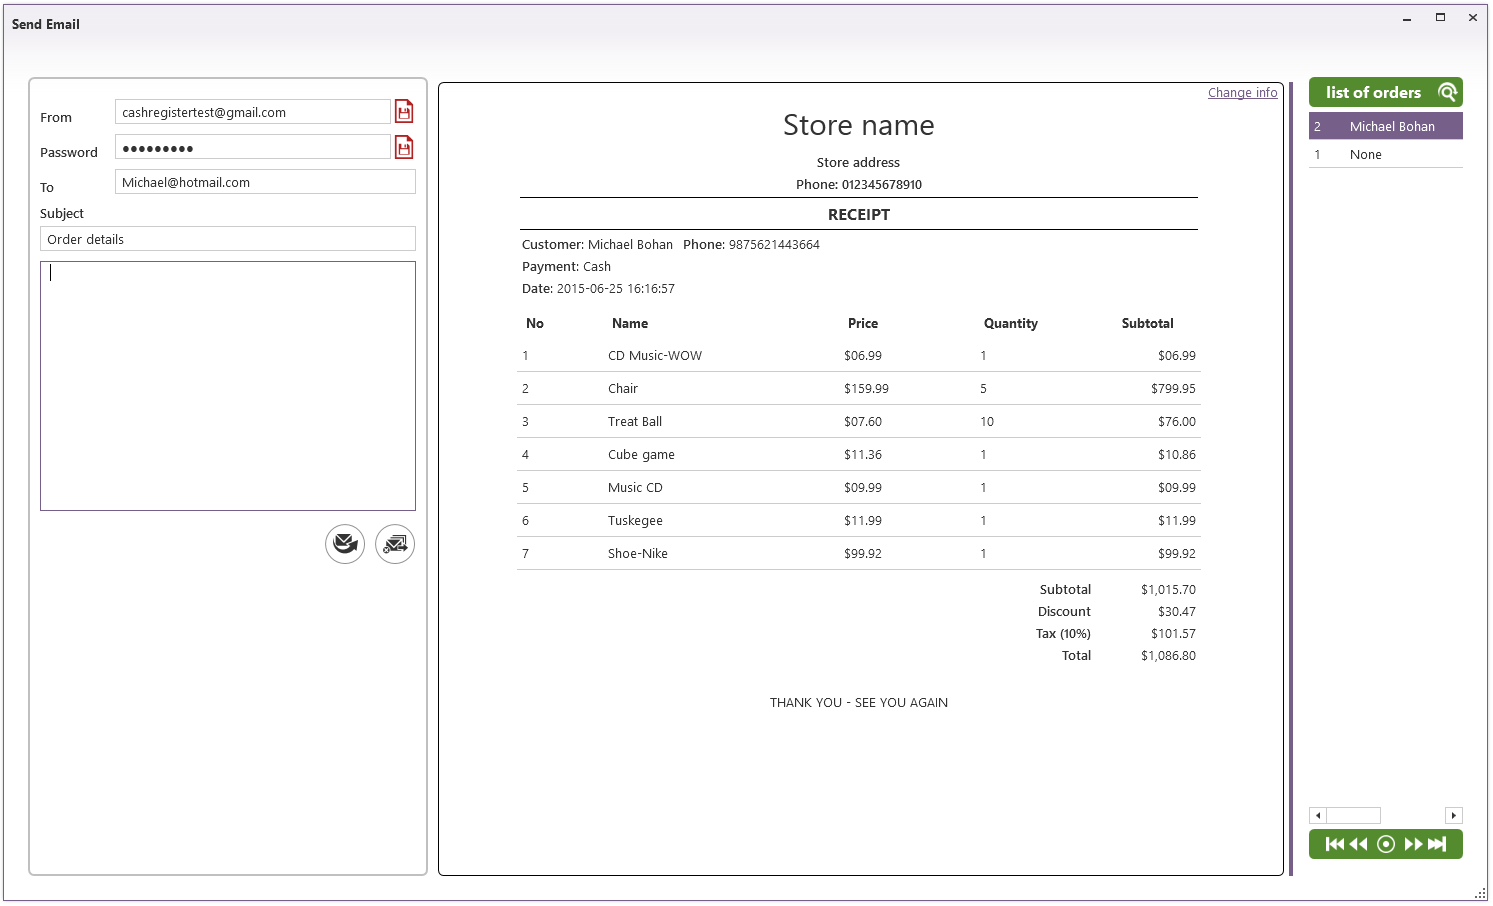 Send Email
From cashregistertest@gmail.com
Password ●●●●●●●●●
To Michael@hotmail.com
Subject
Order details
Change info
Store name
Store address
Phone: 012345678910
RECEIPT
Customer: Michael Bohan Phone: 9875621443664
Payment: Cash
Date: 2015-06-25 16:16:57
No Name Price Quantity Subtotal
1 CD Music-WOW $06.99 1 $06.99
2 Chair $159.99 5 $799.95
3 Treat Ball $07.60 10 $76.00
4 Cube game $11.36 1 $10.86
5 Music CD $09.99 1 $09.99
6 Tuskegee $11.99 1 $11.99
7 Shoe-Nike $99.92 1 $99.92
Subtotal $1,015.70
Discount $30.47
Tax (10%) $101.57
Total $1,086.80
THANK YOU - SEE YOU AGAIN
list of orders
2 Michael Bohan
1 None